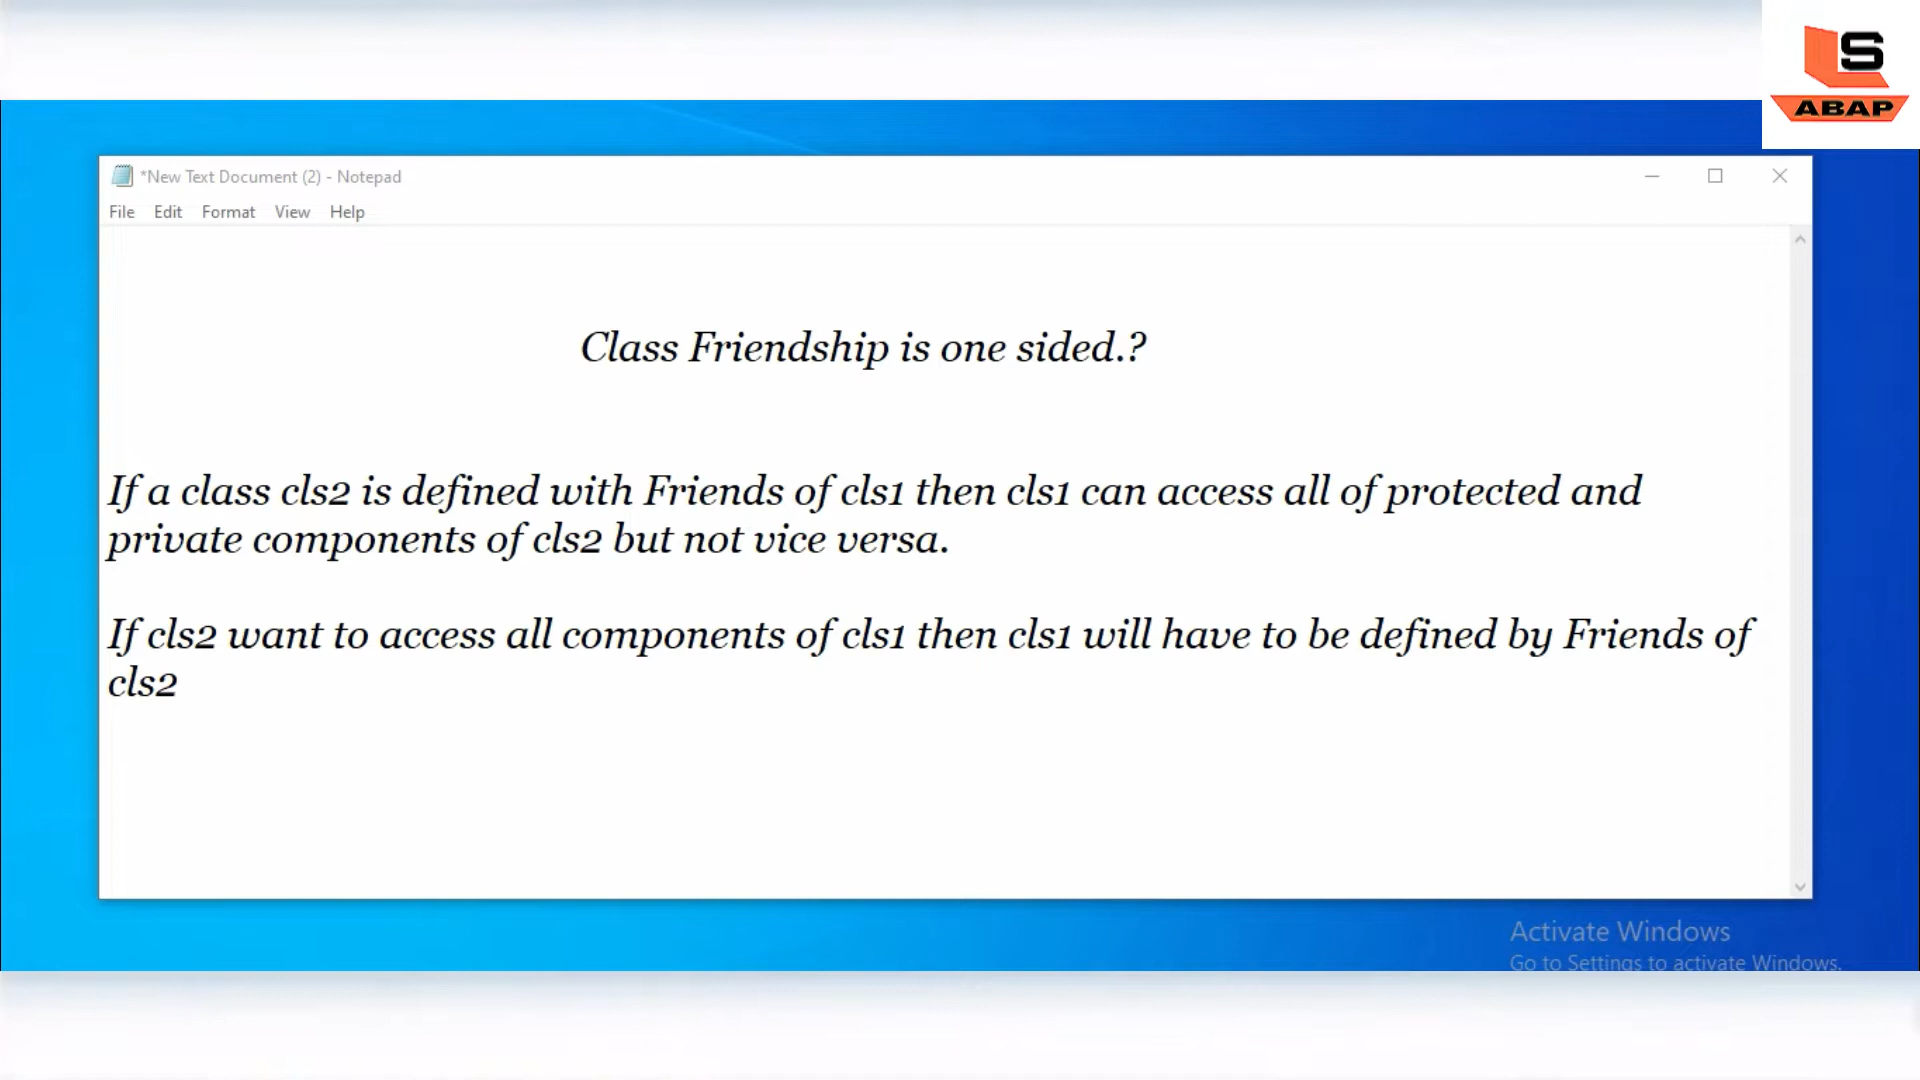 LS
ABAP
*New Text Document (2) - Notepad
File Edit Format View Help
Class Friendship is one sided.?
If a class cls2 is defined with Friends of cls1 then cls1 can access all of protected and
private components of cls2 but not vice versa.
If cls2 want to access all components of cls1 then cls1 will have to be defined by Friends of
cls2
Activate Windows
Go to Settings to activate Windows.